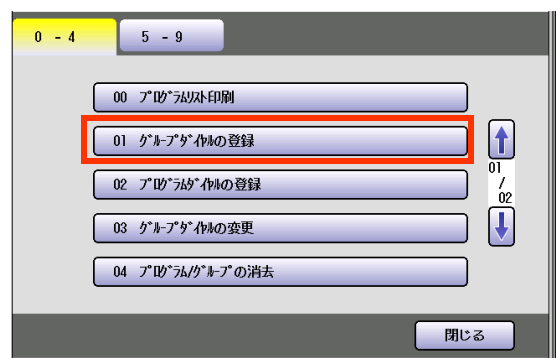 0 - 4
5 - 9
00 ﾌﾟﾛｸﾞﾗﾑﾘｽﾄ印刷
01 ｸﾞﾙｰﾌﾟﾀﾞｲﾔﾙの登録
02 ﾌﾟﾛｸﾞﾗﾑﾀﾞｲﾔﾙの登録
03 ｸﾞﾙｰﾌﾟﾀﾞｲﾔﾙの変更
04 ﾌﾟﾛｸﾞﾗﾑ/ｸﾞﾙｰﾌﾟの消去
01
/
02
閉じる